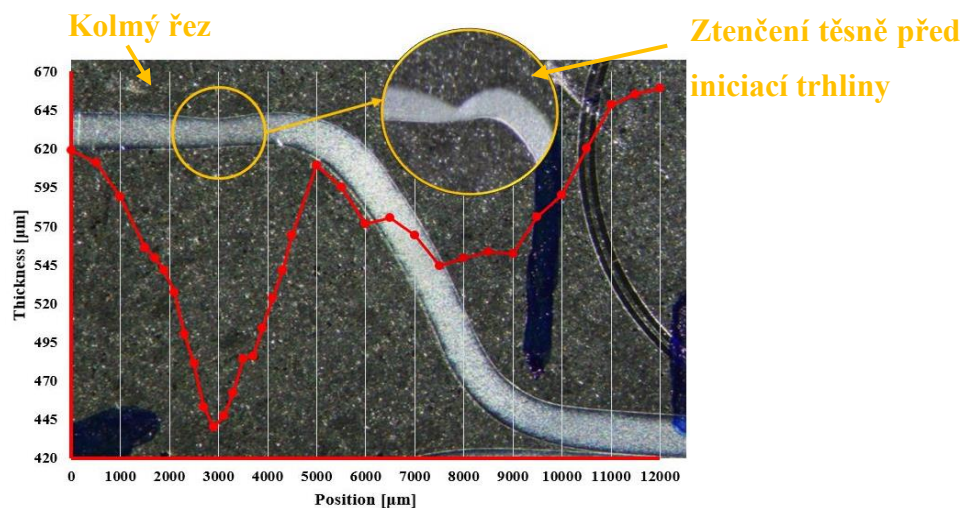 Kolmý řez
Ztenčení těsně před
iniciací trhliny
670
645
620
595
570
545
520
495
470
445
420
Thickness [µm]
0 1000 2000 3000 4000 5000 6000 7000 8000 9000 10000 11000 12000
Position [µm]